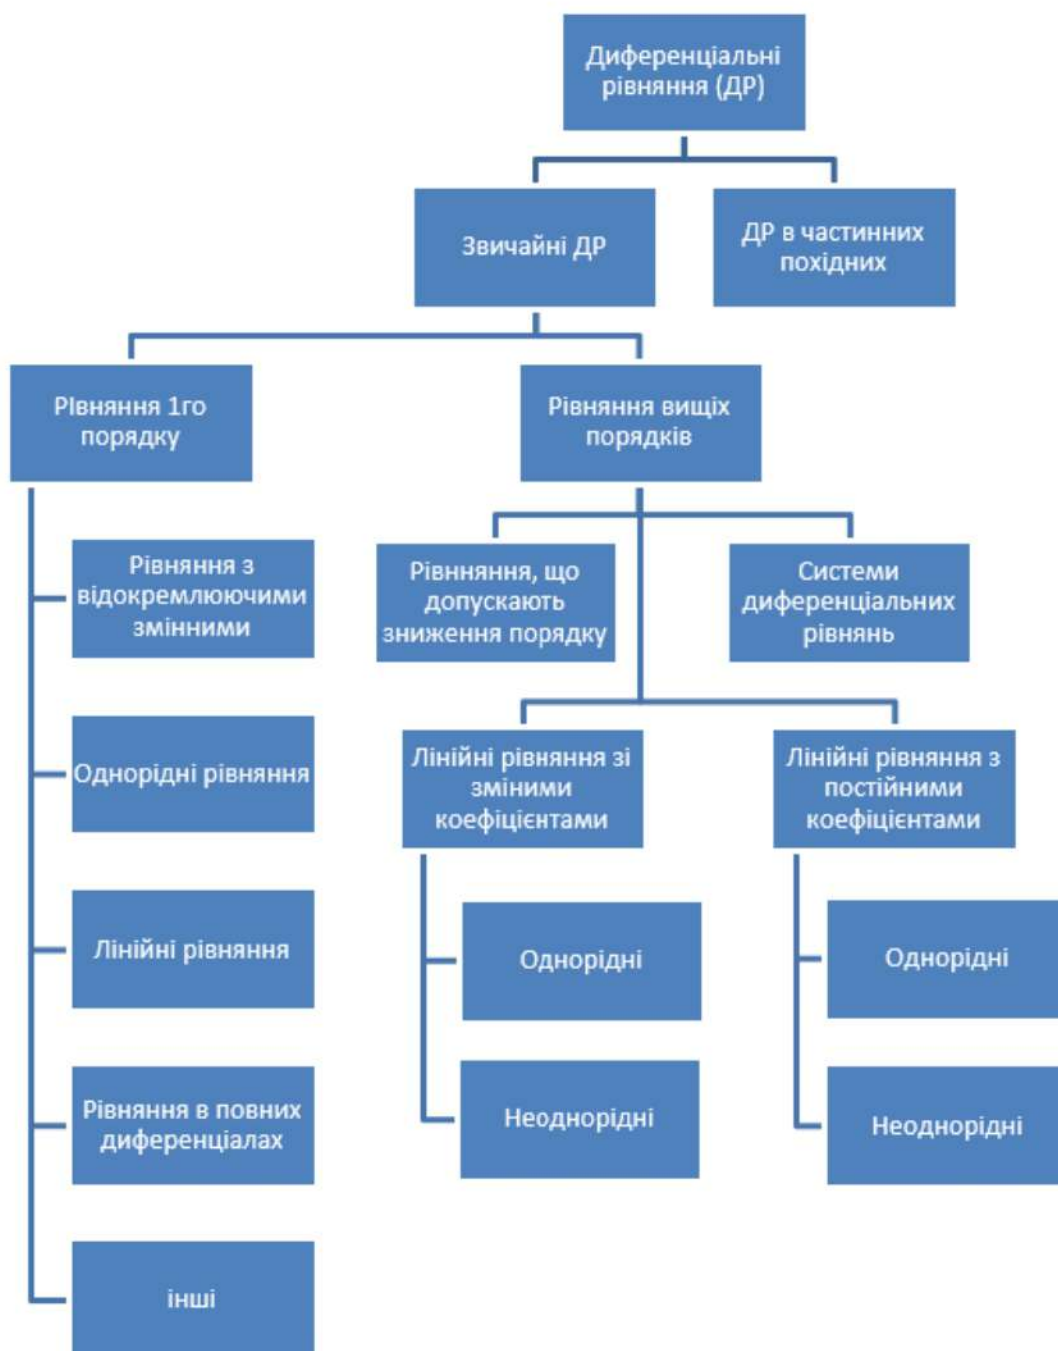 Диференціальні
рівняння (ДР)
Звичайні ДР
ДР в частинних
похідних
Рівняння 1го
порядку
Рівняння вищіх
порядків
Рівняння з
відокремлюючими
змінними
Рівнняння, що
допускають
зниження порядку
Системи
диференціальних
рівнянь
Однорідні рівняння
Лінійні рівняння зі
зміними
коефіцієнтами
Лінійні рівняння з
постійними
коефіцієнтами
Лінійні рівняння
Однорідні
Однорідні
Рівняння в повних
диференціалах
Неоднорідні
Неоднорідні
інші